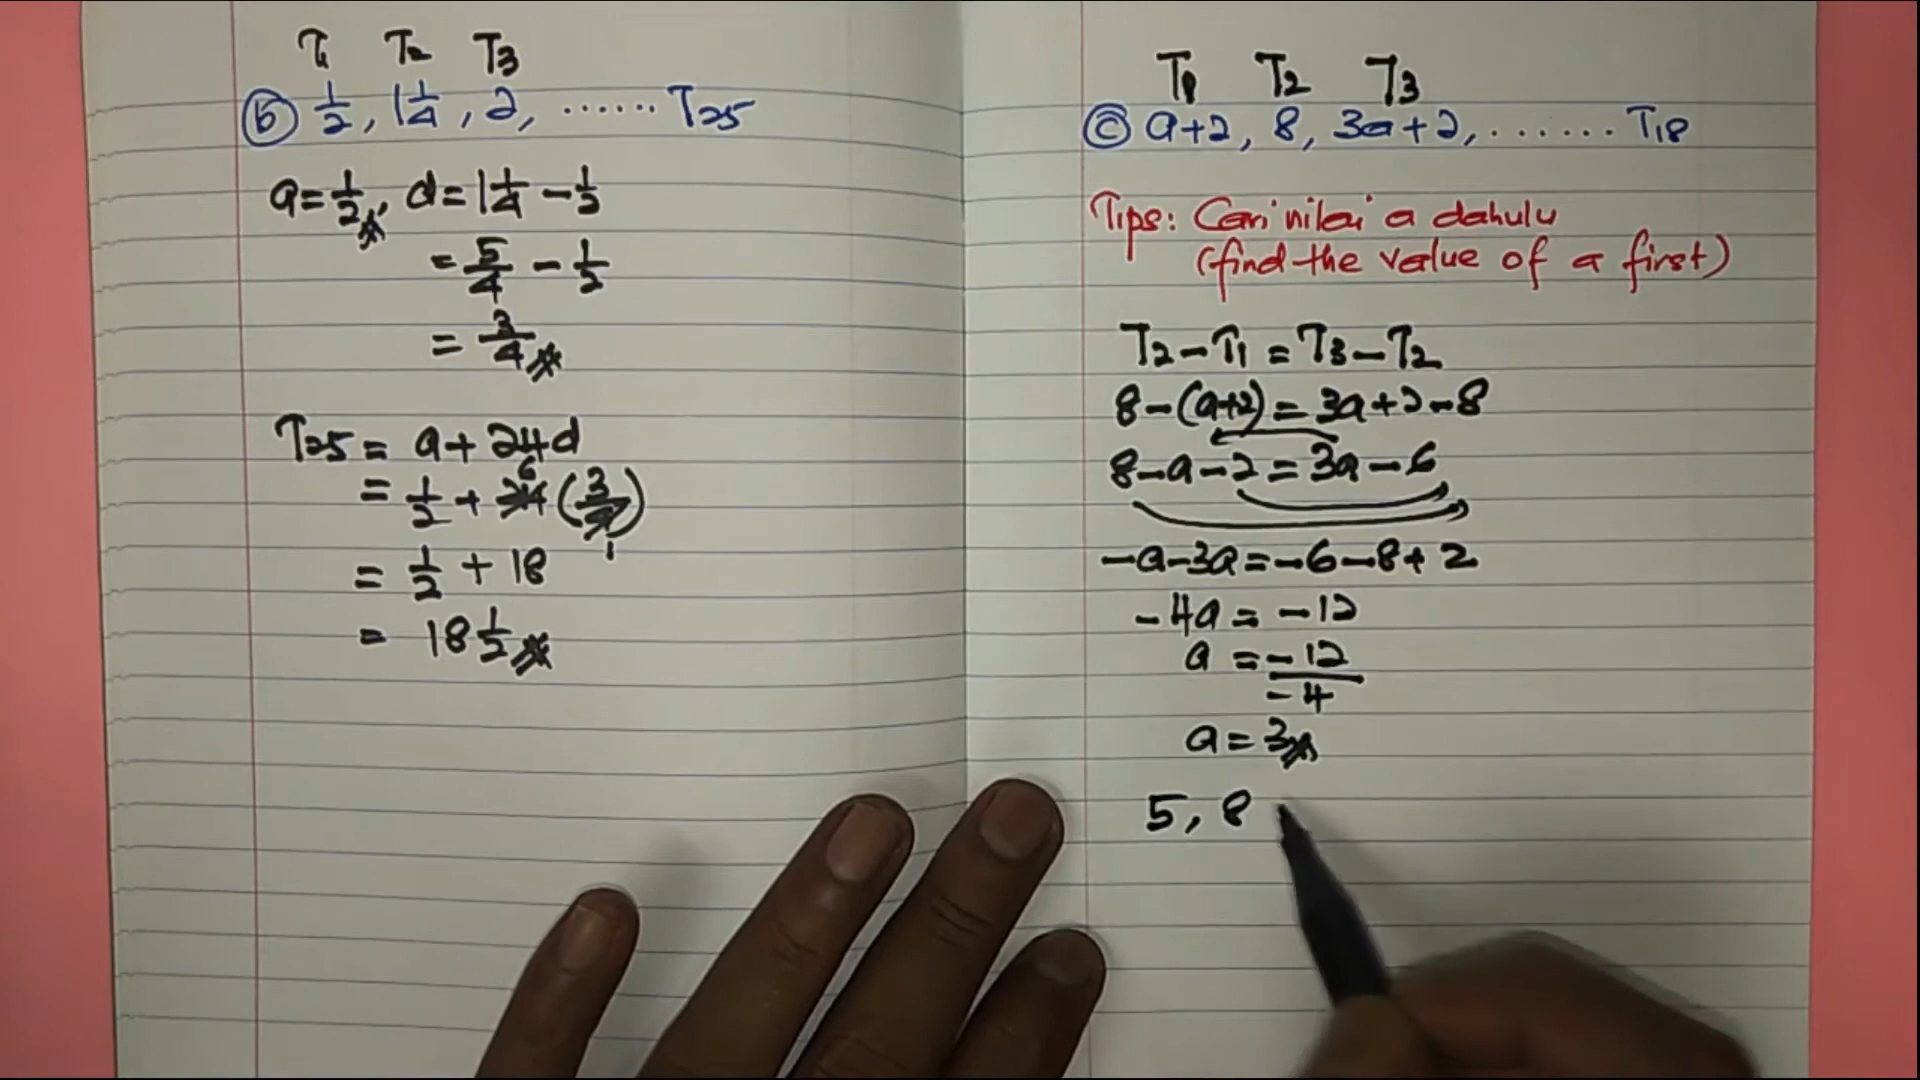 T1 T2 T3
ⓑ 1/2, 1 1/4, 2, ...... T25
a = 1/2, d = 1 1/4 - 1/2
= 5/4 - 1/2
= 3/4
T25 = a + 24d
= 1/2 + 24 6 (3/4) 1
= 1/2 + 18
= 18 1/2
T1 T2 T3
ⓒ a+2, 8, 3a+2, ....... T18
Tips: Cari nilai a dahulu
(find the value of a first)
T2 - T1 = T3 - T2
8-(a+2) = 3a+2-8
8-a-2 = 3a-6
-a-3a = -6-8+2
-4a = -12
a = -12/-4
a = 3
5, 8